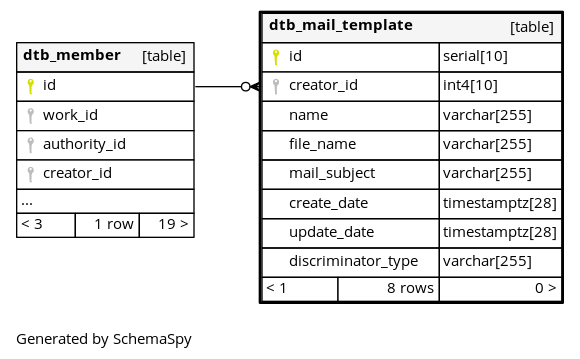 dtb_member [table]
id
work_id
authority_id
creator_id
...
< 3 1 row 19 >
dtb_mail_template [table]
id serial[10]
creator_id int4[10]
name varchar[255]
file_name varchar[255]
mail_subject varchar[255]
create_date timestamptz[28]
update_date timestamptz[28]
discriminator_type varchar[255]
< 1 8 rows 0 >
Generated by SchemaSpy